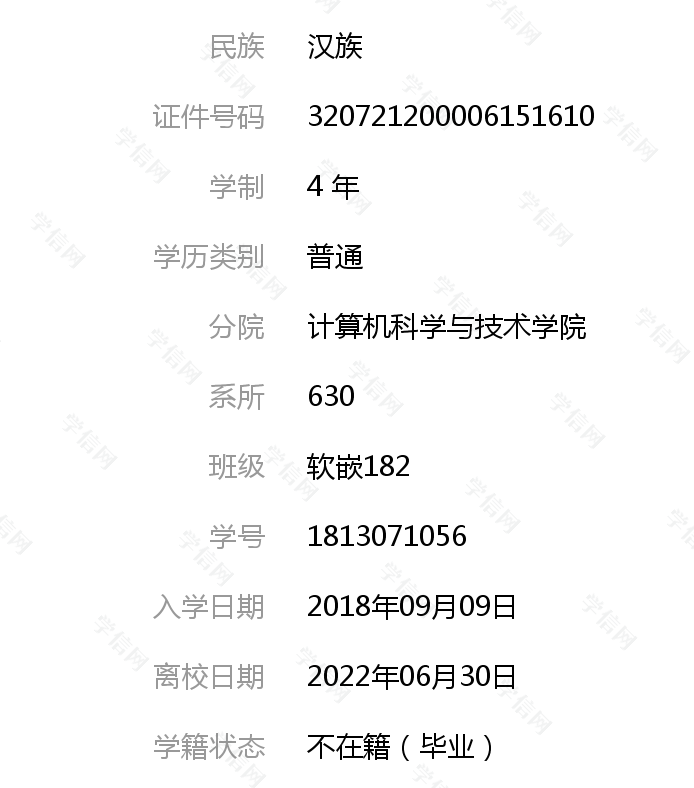 民族 汉族
证件号码 320721200006151610
学制 4 年
学历类别 普通
分院 计算机科学与技术学院
系所 630
班级 软嵌182
学号 1813071056
入学日期 2018年09月09日
离校日期 2022年06月30日
学籍状态 不在籍（毕业）
学信网